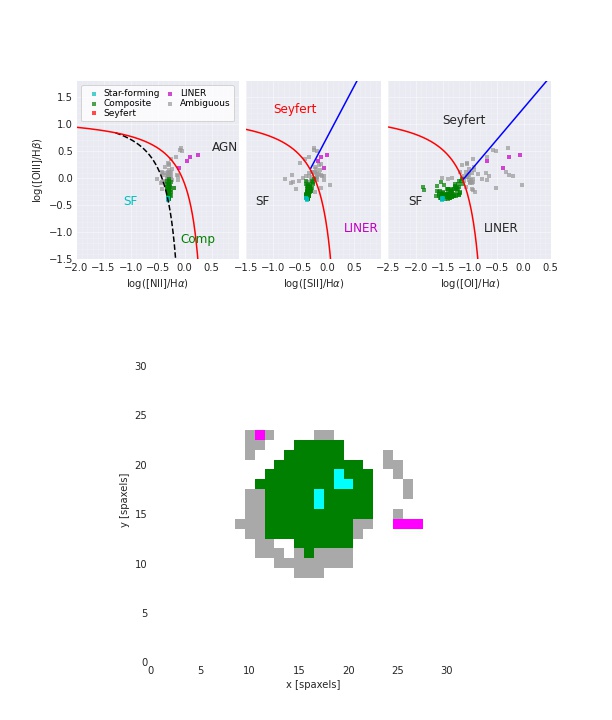 Star-forming LINER
Composite Ambiguous
Seyfert
AGN
SF
Comp
Seyfert
SF
LINER
Seyfert
SF
LINER
1.5
1.0
0.5
0.0
−0.5
−1.0
−1.5
log([OIII]/Hβ)
−2.0 −1.5 −1.0 −0.5 0.0 0.5
log([NII]/Hα)
−1.5 −1.0 −0.5 0.0 0.5
log([SII]/Hα)
−2.5 −2.0 −1.5 −1.0 −0.5 0.0 0.5
log([OI]/Hα)
30
25
20
15
10
5
0
y [spaxels]
0 5 10 15 20 25 30
x [spaxels]